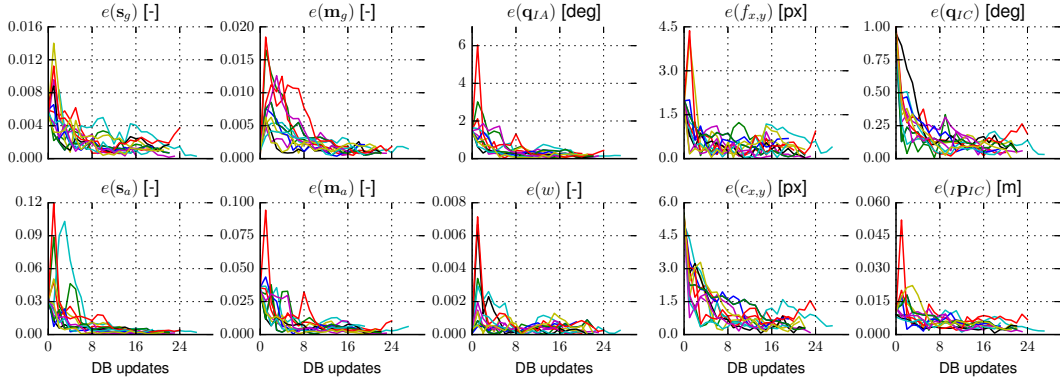 e(s_g) [-] e(m_g) [-] e(q_IA) [deg] e(f_x,y) [px] e(q_IC) [deg]
0.016 0.020 6 4.5 1.00
0.012 0.015 4 3.0 0.75
0.008 0.010 2 1.5 0.50
0.004 0.005 0.25
0.000 0.000 0 0.0 0.00
e(s_a) [-] e(m_a) [-] e(w) [-] e(c_x,y) [px] e(_Ip_IC) [m]
0.12 0.100 0.008 6.0 0.060
0.09 0.075 0.006 4.5 0.045
0.06 0.050 0.004 3.0 0.030
0.03 0.025 0.002 1.5 0.015
0.00 0.000 0.000 0.0 0.000
0 8 16 24 0 8 16 24 0 8 16 24 0 8 16 24 0 8 16 24
DB updates DB updates DB updates DB updates DB updates